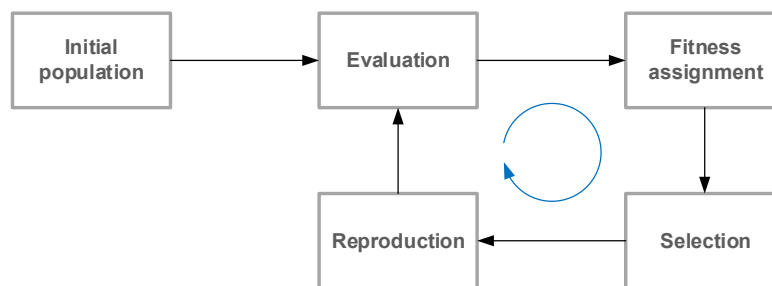 Initial
population
Evaluation
Fitness
assignment
Reproduction
Selection